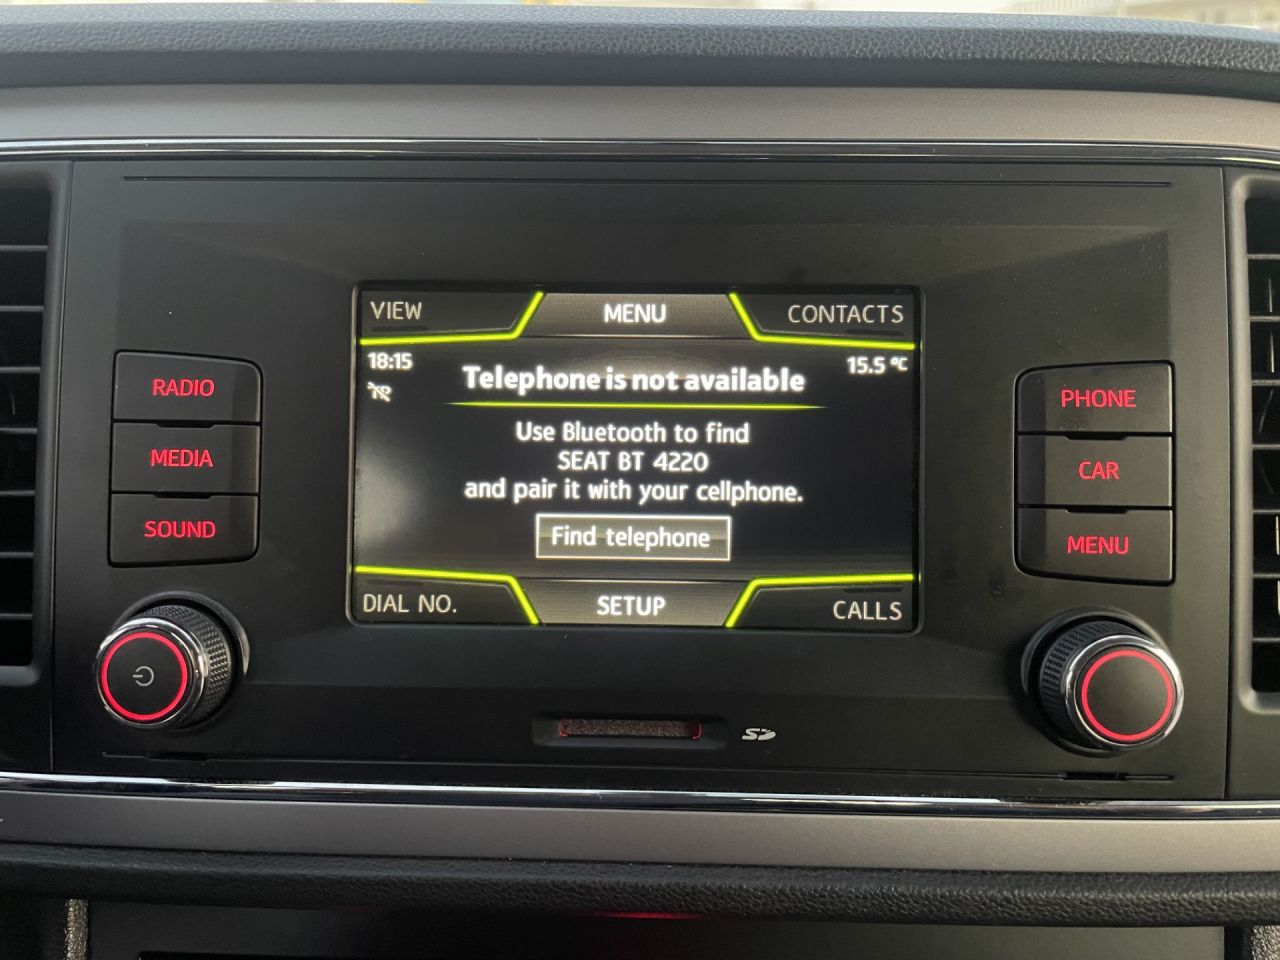 VIEW
MENU
CONTACTS
18:15
15.5 °C
Telephone is not available
Use Bluetooth to find
SEAT BT 4220
and pair it with your cellphone.
Find telephone
DIAL NO.
SETUP
CALLS
RADIO
MEDIA
SOUND
PHONE
CAR
MENU
SD